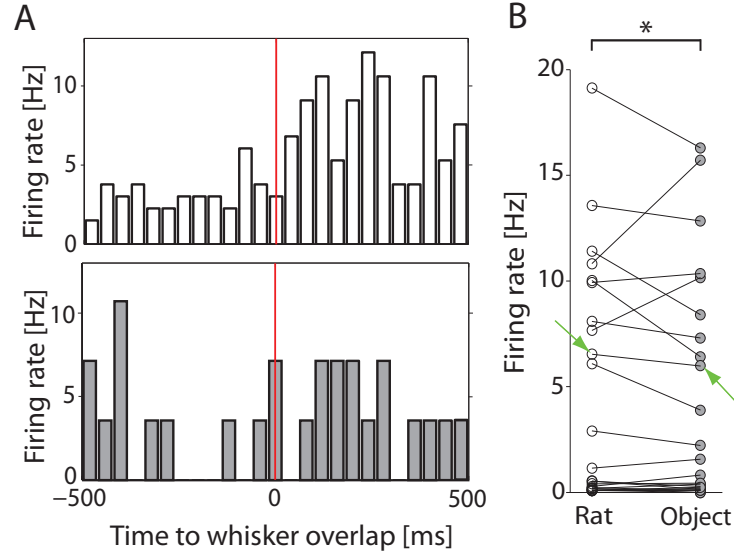 A
Firing rate [Hz]
10
5
0
Firing rate [Hz]
10
5
0
−500
0
500
Time to whisker overlap [ms]
B
*
Firing rate [Hz]
20
15
10
5
0
Rat
Object